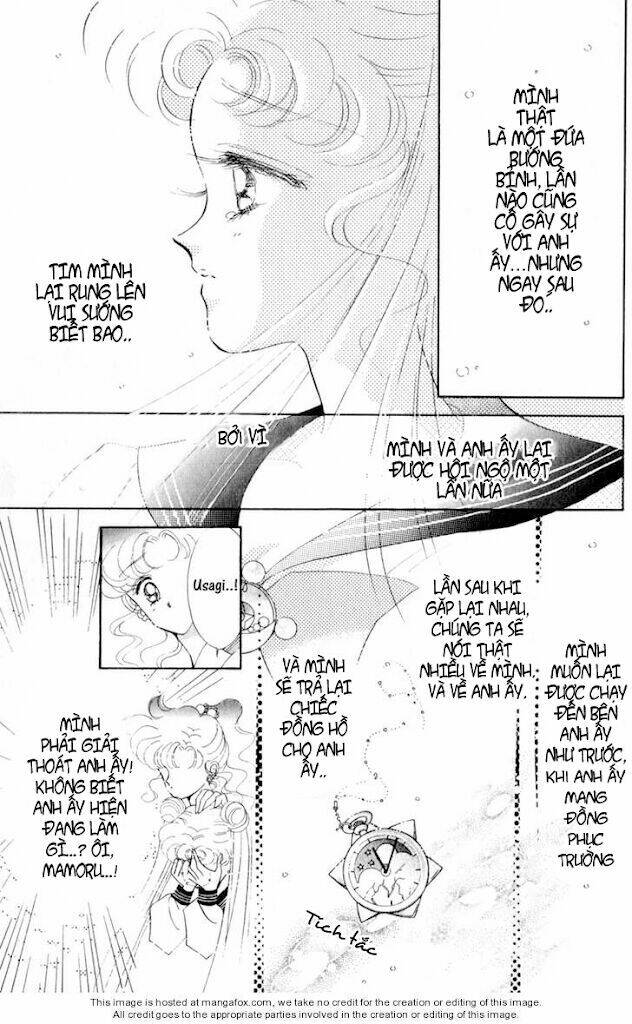 MÌNH
THẬT
LÀ MỘT ĐỨA
BƯỚNG
BỈNH, LẦN
NÀO CŨNG
CỐ GÂY SỰ
VỚI ANH
ẤY...NHƯNG
NGAY SAU
ĐÓ..
TIM MÌNH
LẠI RUNG LÊN
VUI SƯỚNG
BIẾT BAO..
BỞI VÌ
MÌNH VÀ ANH ẤY LẠI
ĐƯỢC HỘI NGỘ MỘT
LẦN NỮA
Usagi..!
LẦN SAU KHI
GẶP LẠI NHAU,
CHÚNG TA SẼ
NÓI THẬT
NHIỀU VỀ MÌNH,
VÀ VỀ ANH ẤY.
MÌNH
MUỐN LẠI
ĐƯỢC CHẠY
ĐẾN BÊN
ANH ẤY
NHƯ TRƯỚC,
KHI ANH ẤY
MANG
ĐỒNG
PHỤC
TRƯỜNG
VÀ MÌNH
SẼ TRẢ LẠI
CHIẾC
ĐỒNG HỒ
CHO ANH
ẤY..
MÌNH
PHẢI GIẢI
THOÁT ANH ẤY!
KHÔNG BIẾT
ANH ẤY HIỆN
ĐANG LÀM
GÌ..? ÔI,
MAMORU..!
Tích tắc
This image is hosted at mangafox.com, we take no credit for the creation or editing of this image.
All credit goes to the appropriate parties involved in the creation or editing of this image.